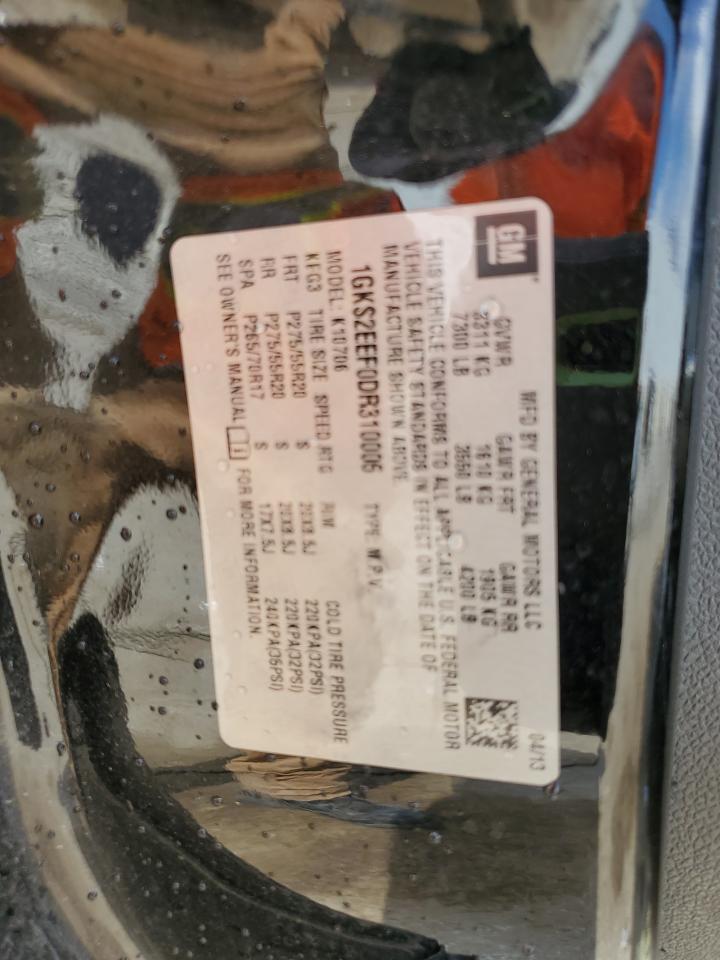 GM
MFD BY GENERAL MOTORS LLC 04/13
GVWR GAWR FRT GAWR RR
3311 KG 1610 KG 1905 KG
7300 LB 3550 LB 4200 LB
THIS VEHICLE CONFORMS TO ALL APPLICABLE U.S. FEDERAL MOTOR
VEHICLE SAFETY STANDARDS IN EFFECT ON THE DATE OF
MANUFACTURE SHOWN ABOVE.
1GKS2EEF0DR310006 TYPE: M.P.V.
MODEL: K10706
KFG3 TIRE SIZE SPEED RTG RIM COLD TIRE PRESSURE
FRT P275/55R20 S 20X8.5J 220KPA(32PSI)
RR P275/55R20 S 20X8.5J 220KPA(32PSI)
SPA P265/70R17 S 17X7.5J 240KPA(35PSI)
SEE OWNER'S MANUAL FOR MORE INFORMATION.